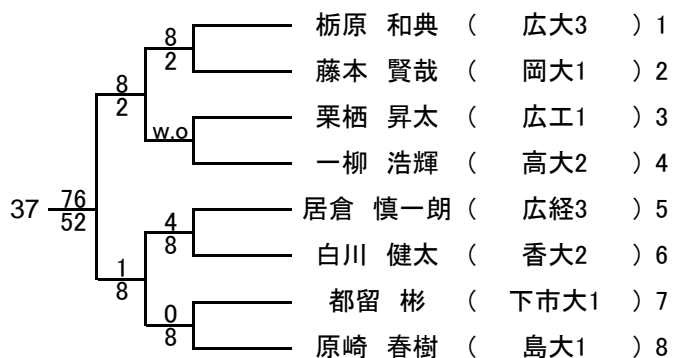 栃原 和典 ( 広大3 ) 1
8
2
藤本 賢哉 ( 岡大1 ) 2
8
2
栗栖 昇太 ( 広工1 ) 3
w.o
一柳 浩輝 ( 高大2 ) 4
37 76
52
居倉 慎一朗 ( 広経3 ) 5
4
8
白川 健太 ( 香大2 ) 6
1
8
都留 彬 ( 下市大1 ) 7
0
8
原崎 春樹 ( 島大1 ) 8